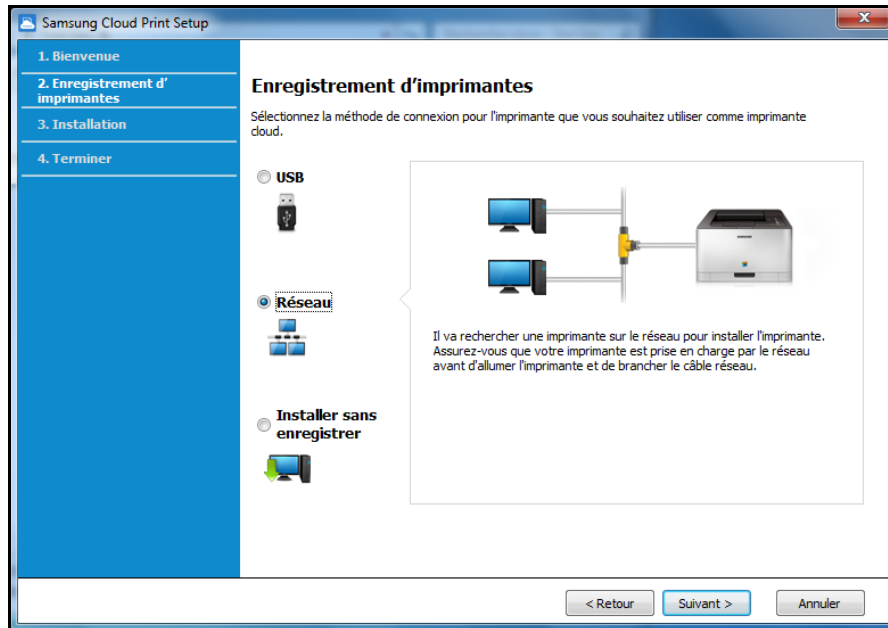 Samsung Cloud Print Setup
1. Bienvenue
2. Enregistrement d’
imprimantes
3. Installation
4. Terminer
Enregistrement d’imprimantes
Sélectionnez la méthode de connexion pour l'imprimante que vous souhaitez utiliser comme imprimante
cloud.
USB
Réseau
Il va rechercher une imprimante sur le réseau pour installer l'imprimante.
Assurez-vous que votre imprimante est prise en charge par le réseau
avant d'allumer l'imprimante et de brancher le câble réseau.
Installer sans
enregistrer
< Retour
Suivant >
Annuler